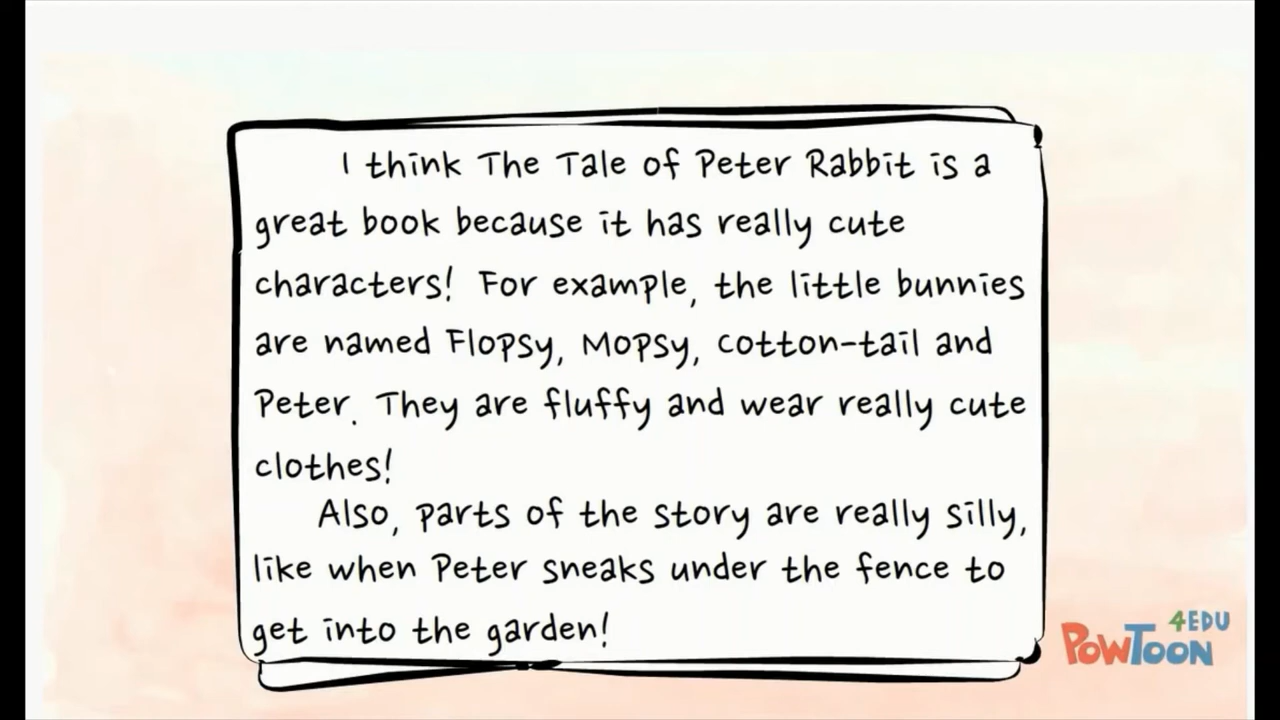 I think The Tale of Peter Rabbit is a
great book because it has really cute
characters! For example, the little bunnies
are named Flopsy, Mopsy, cotton-tail and
Peter. They are fluffy and wear really cute
clothes!
Also, parts of the story are really silly,
like when Peter sneaks under the fence to
get into the garden!
4EDU
POWTOON